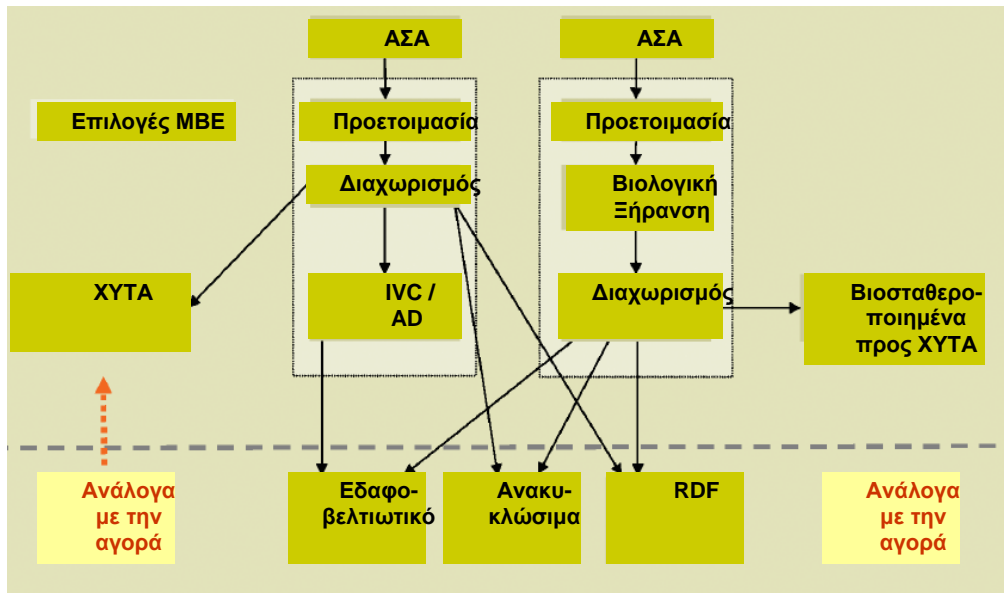 ΑΣΑ
ΑΣΑ
Επιλογές ΜΒΕ
Προετοιμασία
Προετοιμασία
Διαχωρισμός
Βιολογική
Ξήρανση
ΧΥΤΑ
IVC /
AD
Διαχωρισμός
Βιοσταθερο-
ποιημένα
προς ΧΥΤΑ
Ανάλογα
με την
αγορά
Εδαφο-
βελτιωτικό
Ανακυ-
κλώσιμα
RDF
Ανάλογα
με την
αγορά